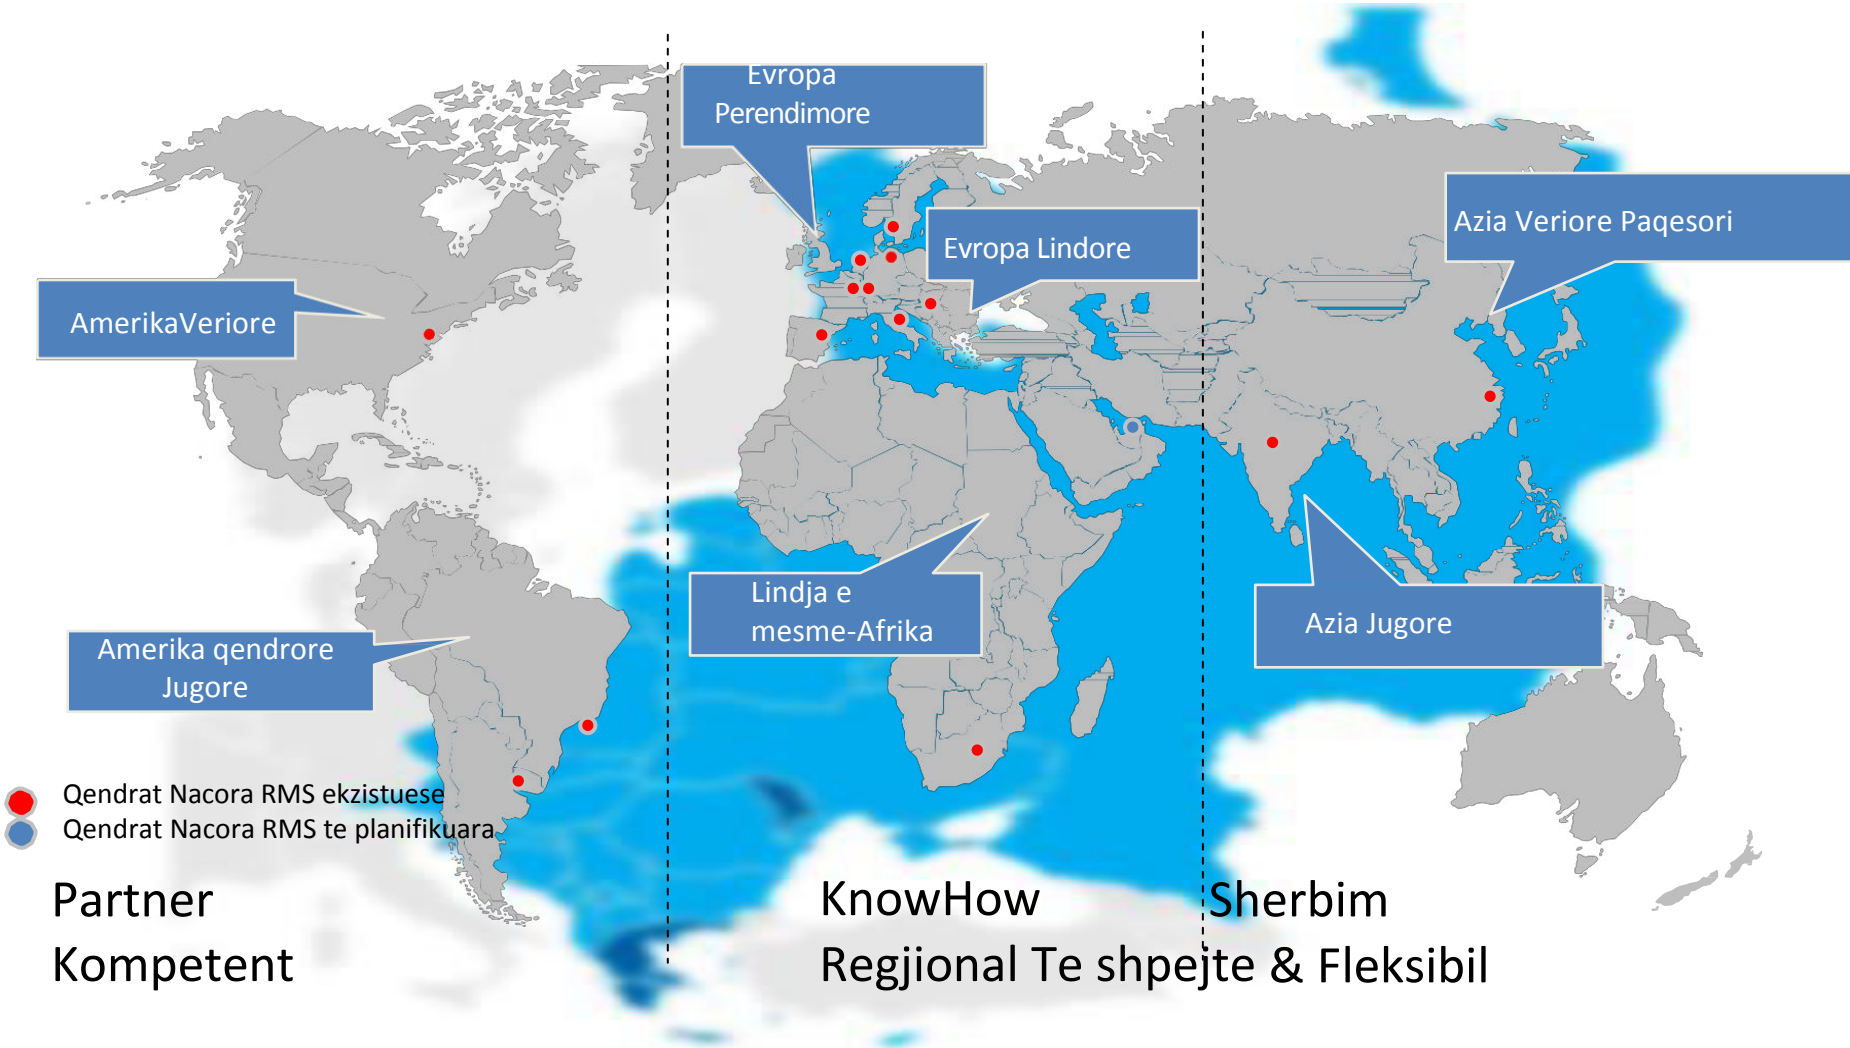 Evropa
Perendimore
Azia Veriore Paqesori
Evropa Lindore
AmerikaVeriore
Lindja e
mesme-Afrika
Azia Jugore
Amerika qendrore
Jugore
Qendrat Nacora RMS ekzistuese
Qendrat Nacora RMS te planifikuara
Partner
Kompetent
KnowHow
Regjional Te shpejte & Fleksibil
Sherbim